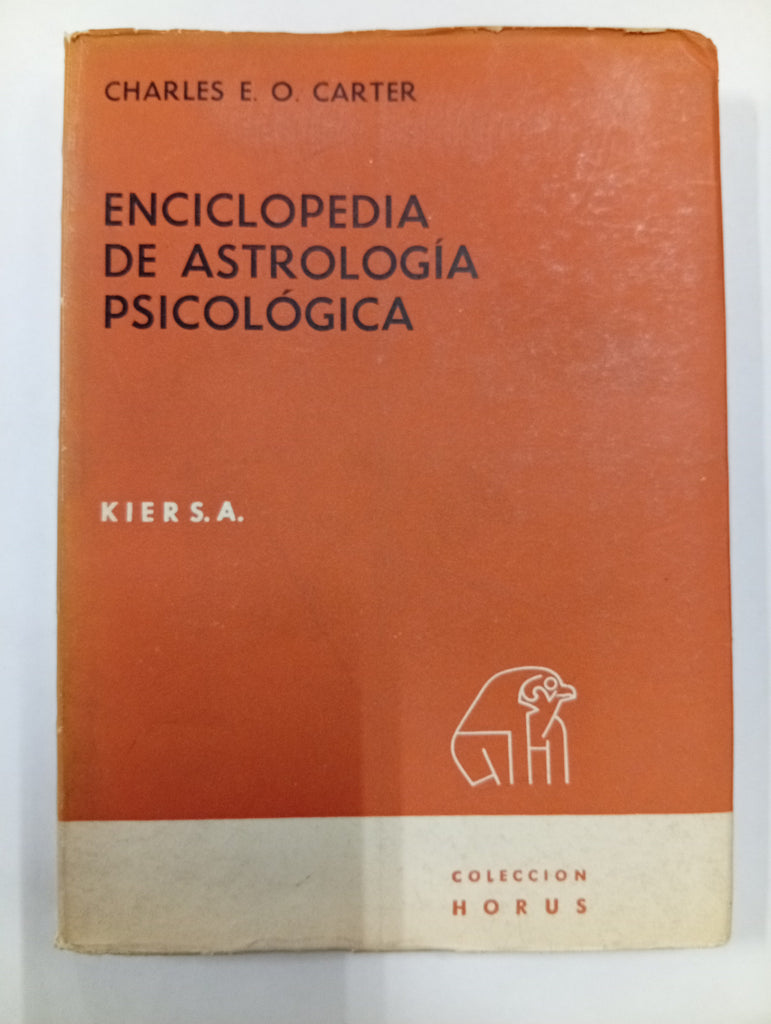 CHARLES E. O. CARTER
ENCICLOPEDIA
DE ASTROLOGÍA
PSICOLÓGICA
KIER S.A.
COLECCION
HORUS